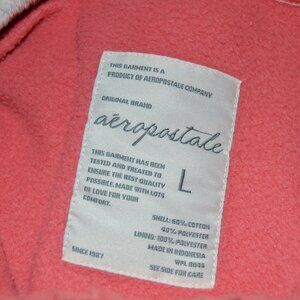 THIS GARMENT IS A
PRODUCT OF AEROPOSTALE COMPANY
ORIGINAL BRAND
aéropostale
THIS GARMENT HAS BEEN
TESTED AND TREATED TO
ENSURE THE BEST QUALITY
POSSIBLE. MADE WITH LOTS
OF LOVE FOR YOUR
COMFORT.
L
SHELL: 60% COTTON
40% POLYESTER
LINING: 100% POLYESTER
MADE IN INDONESIA
WPL 8046
SINCE 1987
SEE SIDE FOR CARE